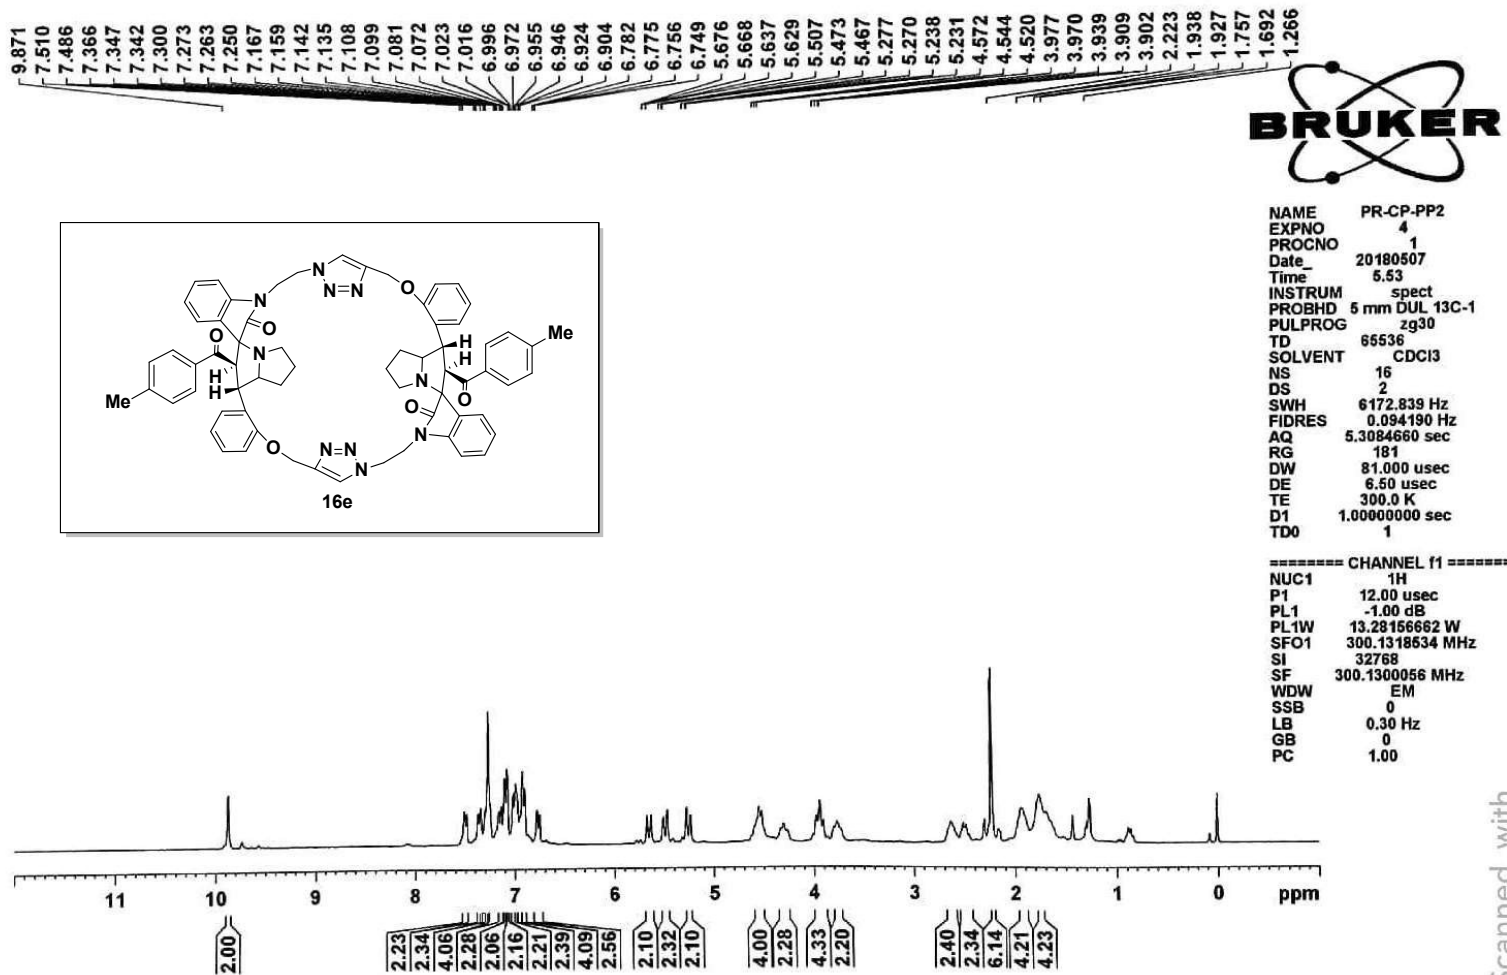 9.871 7.510 7.486 7.366 7.347 7.342 7.300 7.273 7.263 7.250 7.167 7.159 7.142 7.135 7.108 7.099 7.081 7.072 7.023 7.016 6.996 6.972 6.955 6.946 6.924 6.904 6.782 6.775 6.756 6.749 5.676 5.668 5.637 5.629 5.507 5.473 5.467 5.277 5.270 5.238 5.231 4.572 4.544 4.520 3.977 3.970 3.939 3.909 3.902 2.223 1.938 1.927 1.757 1.692 1.266
BRUKER
NAME PR-CP-PP2
EXPNO 4
PROCNO 1
Date_ 20180507
Time 5.53
INSTRUM spect
PROBHD 5 mm DUL 13C-1
PULPROG zg30
TD 65536
SOLVENT CDCl3
NS 16
DS 2
SWH 6172.839 Hz
FIDRES 0.094190 Hz
AQ 5.3084660 sec
RG 181
DW 81.000 usec
DE 6.50 usec
TE 300.0 K
D1 1.00000000 sec
TD0 1
======== CHANNEL f1 =======
NUC1 1H
P1 12.00 usec
PL1 -1.00 dB
PL1W 13.28156662 W
SFO1 300.1318534 MHz
SI 32768
SF 300.1300056 MHz
WDW EM
SSB 0
LB 0.30 Hz
GB 0
PC 1.00
N N=N O
N O O N H H Me
Me H H N O
O N
O N=N N
16e
11 10 9 8 7 6 5 4 3 2 1 0 ppm
2.00 2.23 2.34 4.06 2.28 2.06 2.16 2.21 2.39 4.09 2.56 2.10 2.32 2.10 4.00 2.28 4.33 2.20 2.40 2.34 6.14 4.21 4.23
Scanned with